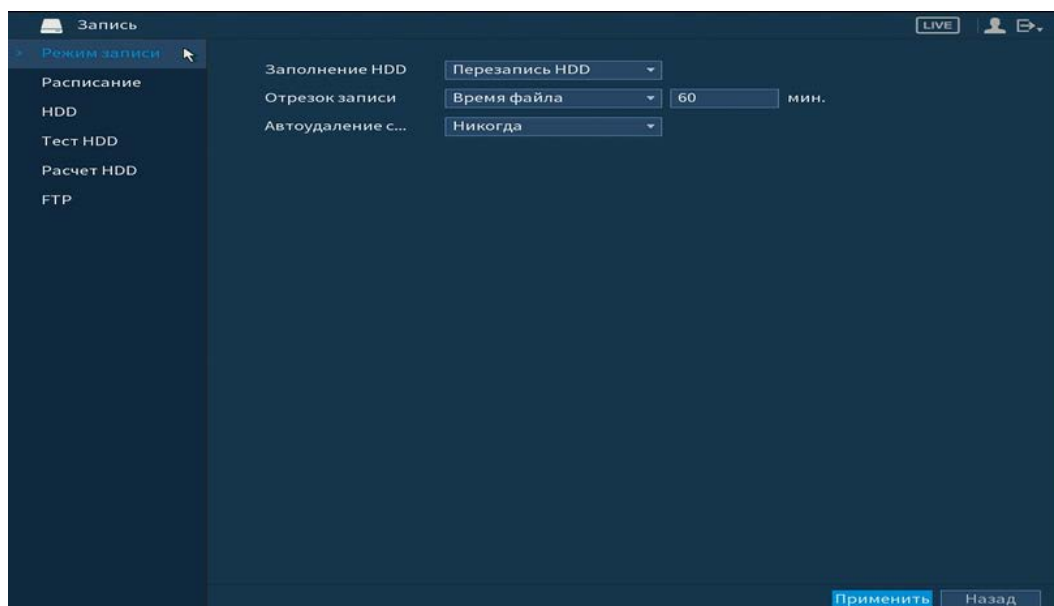 Запись LIVE
Режим записи
Расписание
HDD
Тест HDD
Расчет HDD
FTP
Заполнение HDD Перезапись HDD
Отрезок записи Время файла 60 мин.
Автоудаление с... Никогда
Применить Назад